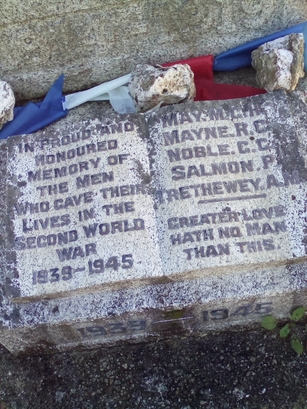 IN PROUD AND
HONOURED
MEMORY OF
THE MEN
WHO GAVE THEIR
LIVES IN THE
SECOND WORLD
WAR
1939-1945
MAY. M.
MAYNE. R. C.
NOBLE. C. C.
SALMON. P.
TRETHEWEY. A.
GREATER LOVE
HATH NO MAN
THAN THIS.
1939 - 1945